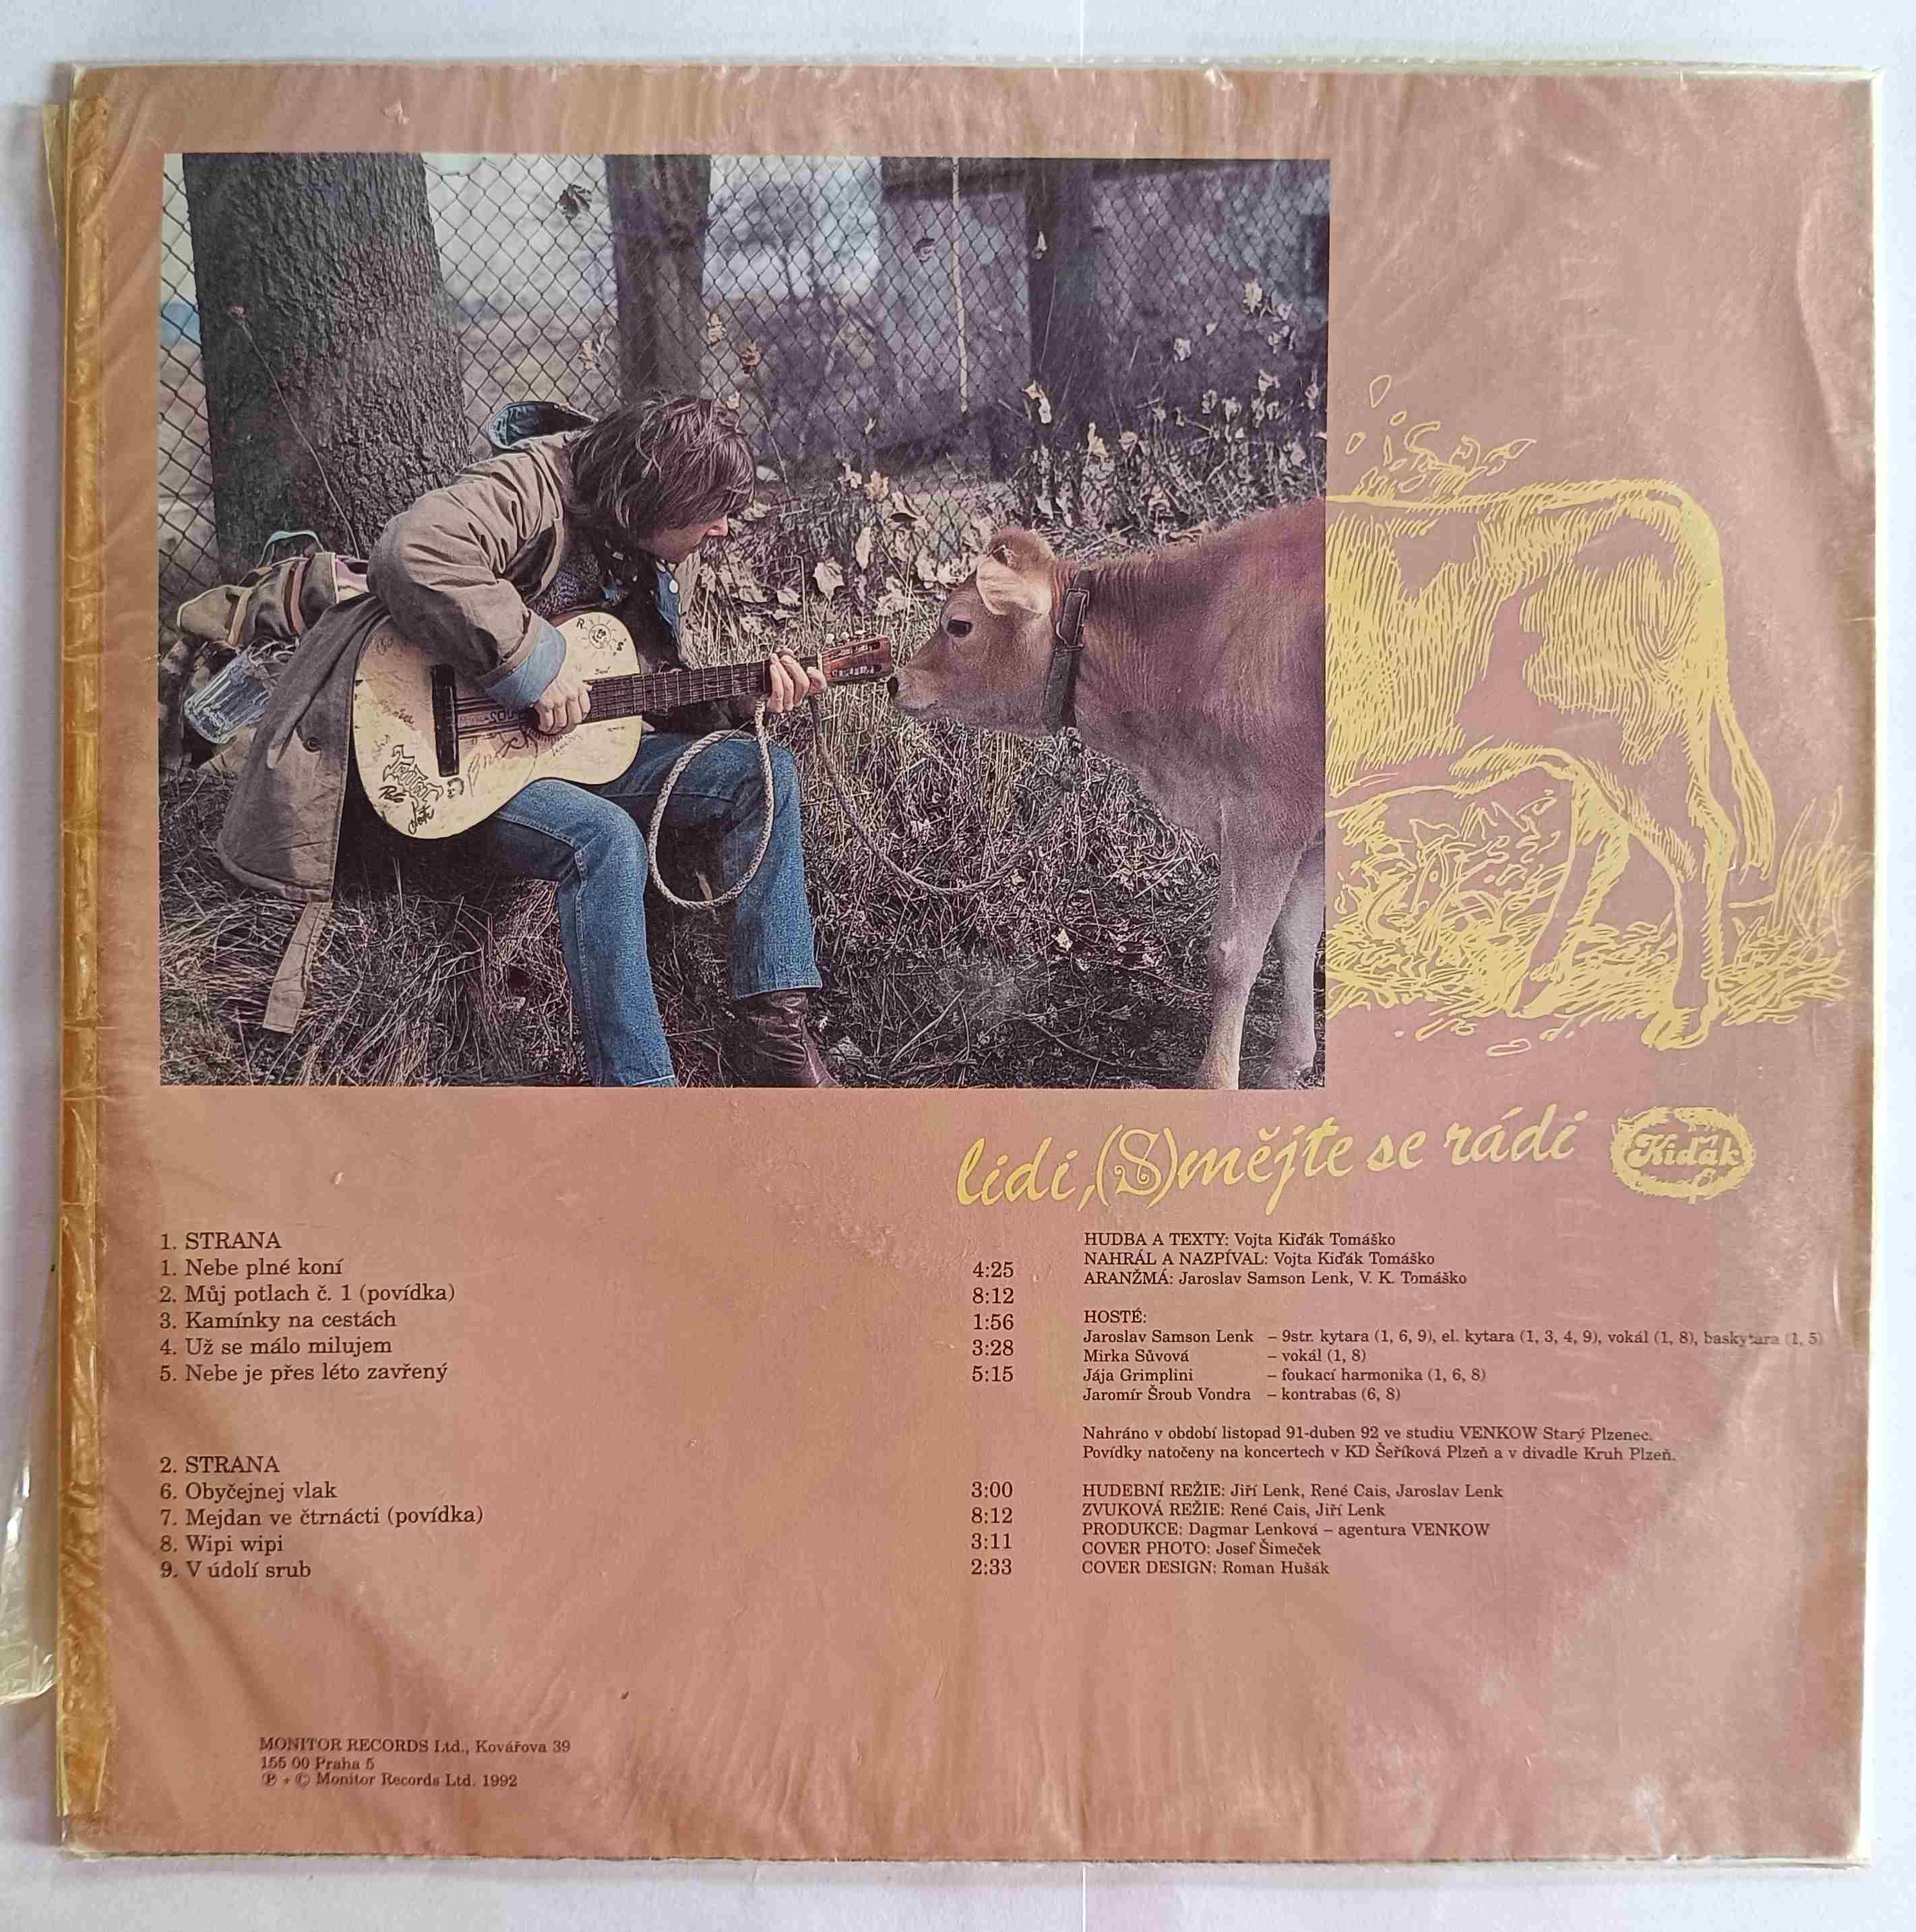 lidi,(S)mějte se rádi
Kiďák
1. STRANA
1. Nebe plné koní 4:25
2. Můj potlach č. 1 (povídka) 8:12
3. Kamínky na cestách 1:56
4. Už se málo milujem 3:28
5. Nebe je přes léto zavřený 5:15
2. STRANA
6. Obyčejnej vlak 3:00
7. Mejdan ve čtrnácti (povídka) 8:12
8. Wipi wipi 3:11
9. V údolí srub 2:33
HUDBA A TEXTY: Vojta Kiďák Tomáško
NAHRÁL A NAZPÍVAL: Vojta Kiďák Tomáško
ARANŽMÁ: Jaroslav Samson Lenk, V. K. Tomáško
HOSTÉ:
Jaroslav Samson Lenk – 9str. kytara (1, 6, 9), el. kytara (1, 3, 4, 9), vokál (1, 8), baskytara (1, 5)
Mirka Sůvová – vokál (1, 8)
Jája Grimplini – foukací harmonika (1, 6, 8)
Jaromír Šroub Vondra – kontrabas (6, 8)
Nahráno v období listopad 91-duben 92 ve studiu VENKOW Starý Plzenec.
Povídky natočeny na koncertech v KD Šeříková Plzeň a v divadle Kruh Plzeň.
HUDEBNÍ REŽIE: Jiří Lenk, René Cais, Jaroslav Lenk
ZVUKOVÁ REŽIE: René Cais, Jiří Lenk
PRODUKCE: Dagmar Lenková – agentura VENKOW
COVER PHOTO: Josef Šimeček
COVER DESIGN: Roman Hušák
MONITOR RECORDS Ltd., Kovářova 39
155 00 Praha 5
℗ + © Monitor Records Ltd. 1992